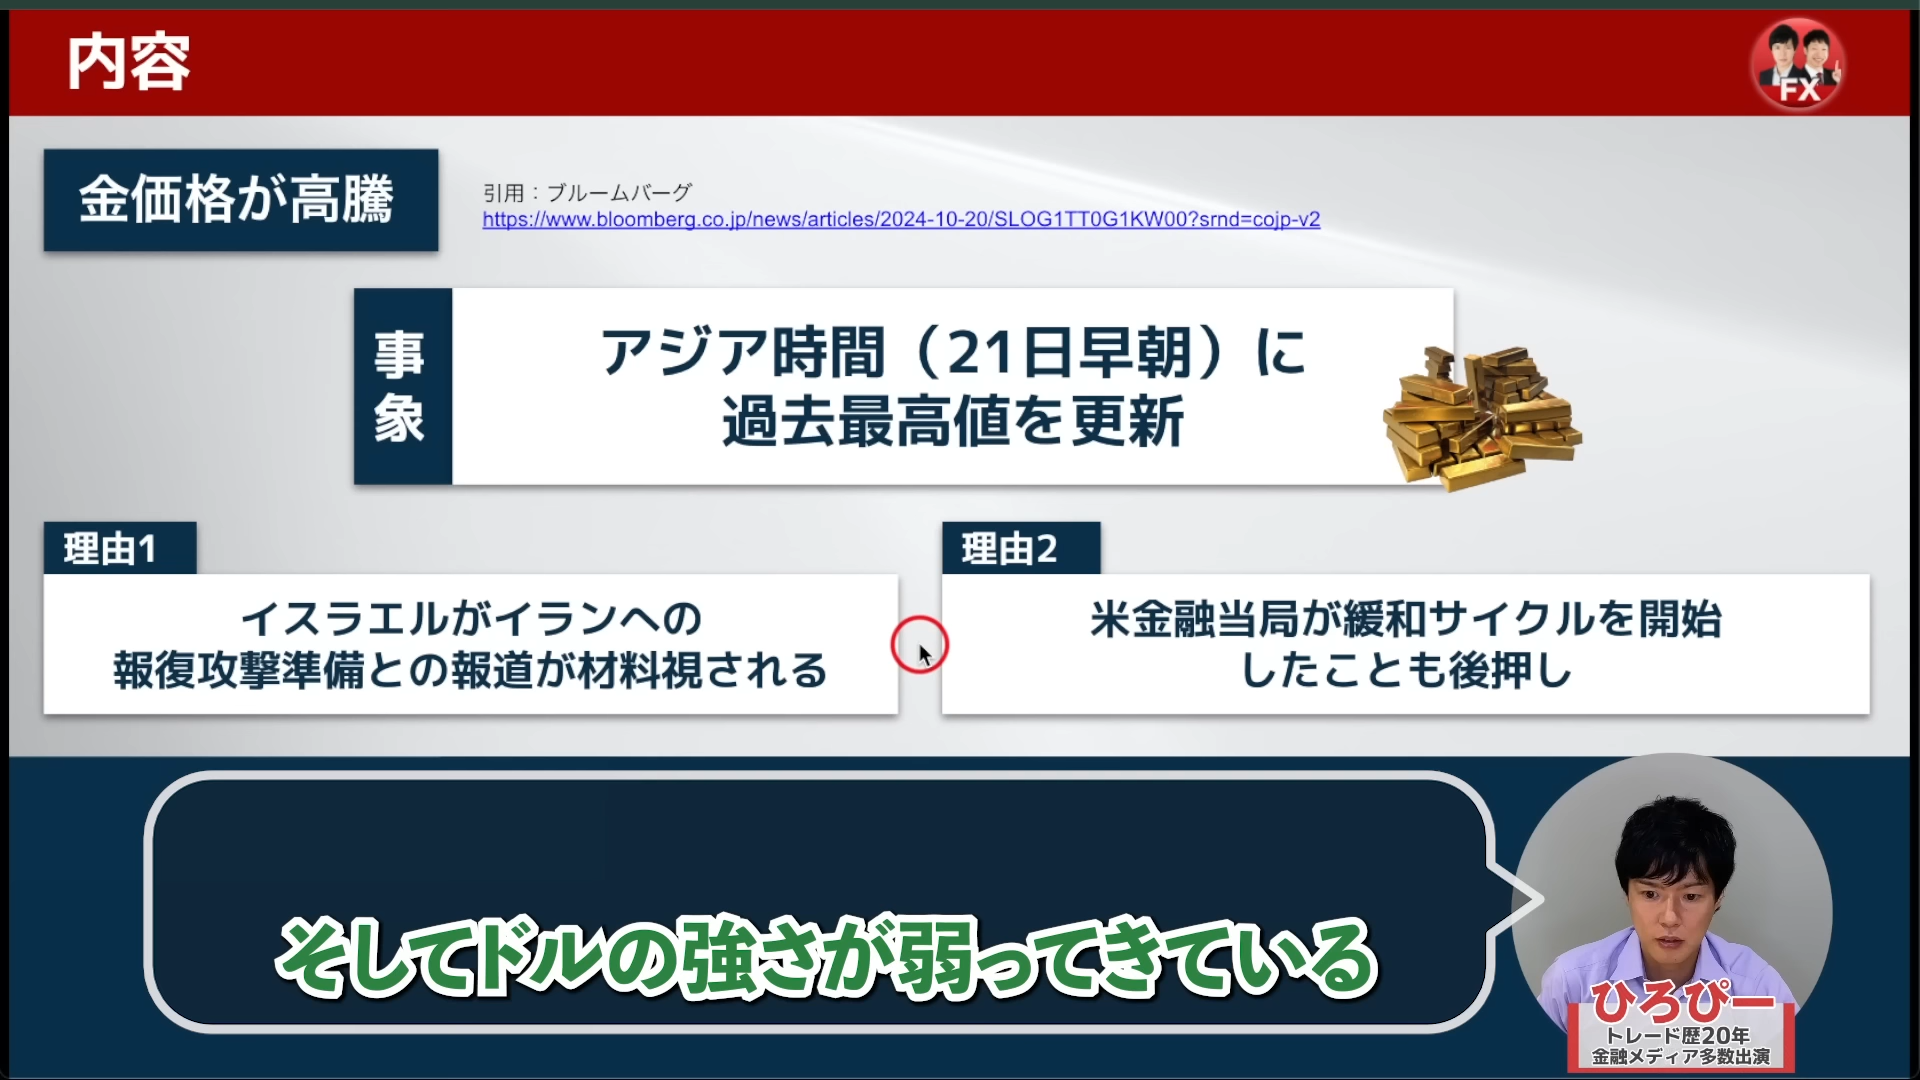 内容
FX
金価格が高騰
引用：ブルームバーグ
https://www.bloomberg.co.jp/news/articles/2024-10-20/SLOG1TT0G1KW00?srnd=cojp-v2
事象
アジア時間（21日早朝）に
過去最高値を更新
理由1
イスラエルがイランへの
報復攻撃準備との報道が材料視される
理由2
米金融当局が緩和サイクルを開始
したことも後押し
そしてドルの強さが弱ってきている
ひろぴー
トレード歴20年
金融メディア多数出演